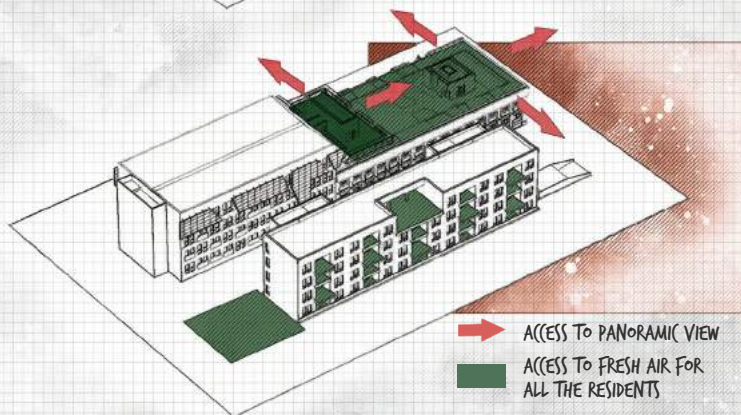 ACCESS TO PANORAMIC VIEW
ACCESS TO FRESH AIR FOR
ALL THE RESIDENTS